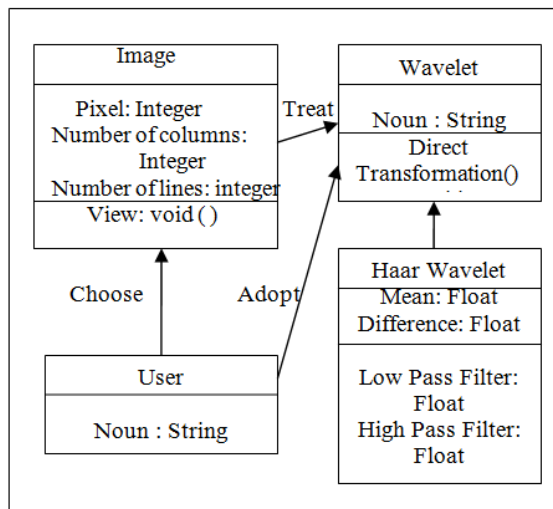 Image
Pixel: Integer
Number of columns:
Integer
Number of lines: integer
View: void ( )
Treat
Wavelet
Noun : String
Direct
Transformation()
Choose
Adopt
Haar Wavelet
Mean: Float
Difference: Float
Low Pass Filter:
Float
High Pass Filter:
Float
User
Noun : String